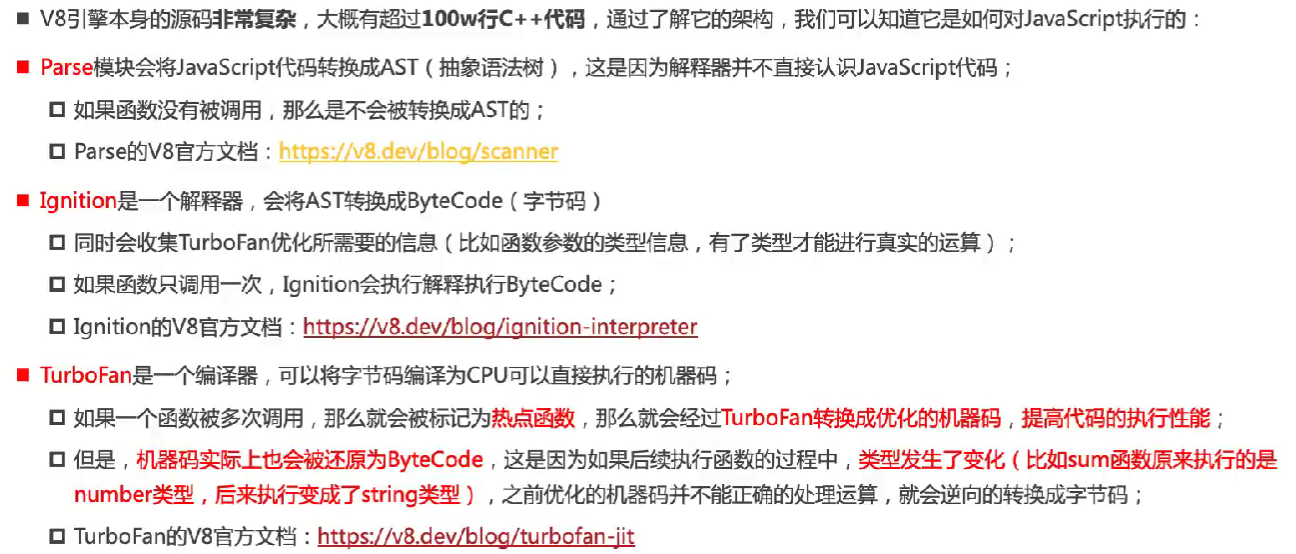 V8引擎本身的源码非常复杂，大概有超过100w行C++代码，通过了解它的架构，我们可以知道它是如何对JavaScript执行的：
Parse模块会将JavaScript代码转换成AST（抽象语法树），这是因为解释器并不直接认识JavaScript代码；
如果函数没有被调用，那么是不会被转换成AST的；
Parse的V8官方文档：https://v8.dev/blog/scanner
Ignition是一个解释器，会将AST转换成ByteCode（字节码）
同时会收集TurboFan优化所需要的信息（比如函数参数的类型信息，有了类型才能进行真实的运算）；
如果函数只调用一次，Ignition会执行解释执行ByteCode；
Ignition的V8官方文档：https://v8.dev/blog/ignition-interpreter
TurboFan是一个编译器，可以将字节码编译为CPU可以直接执行的机器码；
如果一个函数被多次调用，那么就会被标记为热点函数，那么就会经过TurboFan转换成优化的机器码，提高代码的执行性能；
但是，机器码实际上也会被还原为ByteCode，这是因为如果后续执行函数的过程中，类型发生了变化（比如sum函数原来执行的是
number类型，后来执行变成了string类型），之前优化的机器码并不能正确的处理运算，就会逆向的转换成字节码；
TurboFan的V8官方文档：https://v8.dev/blog/turbofan-jit